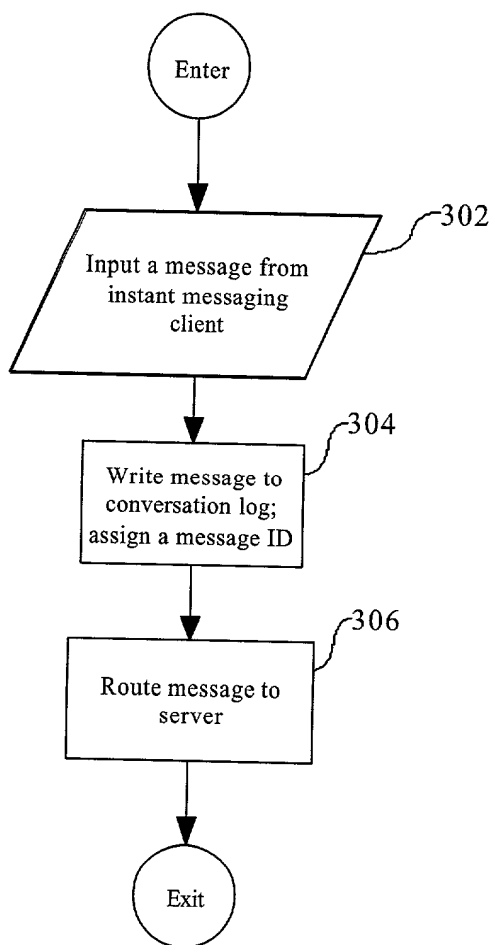 Enter
302
Input a message from
instant messaging
client
304
Write message to
conversation log;
assign a message ID
306
Route message to
server
Exit